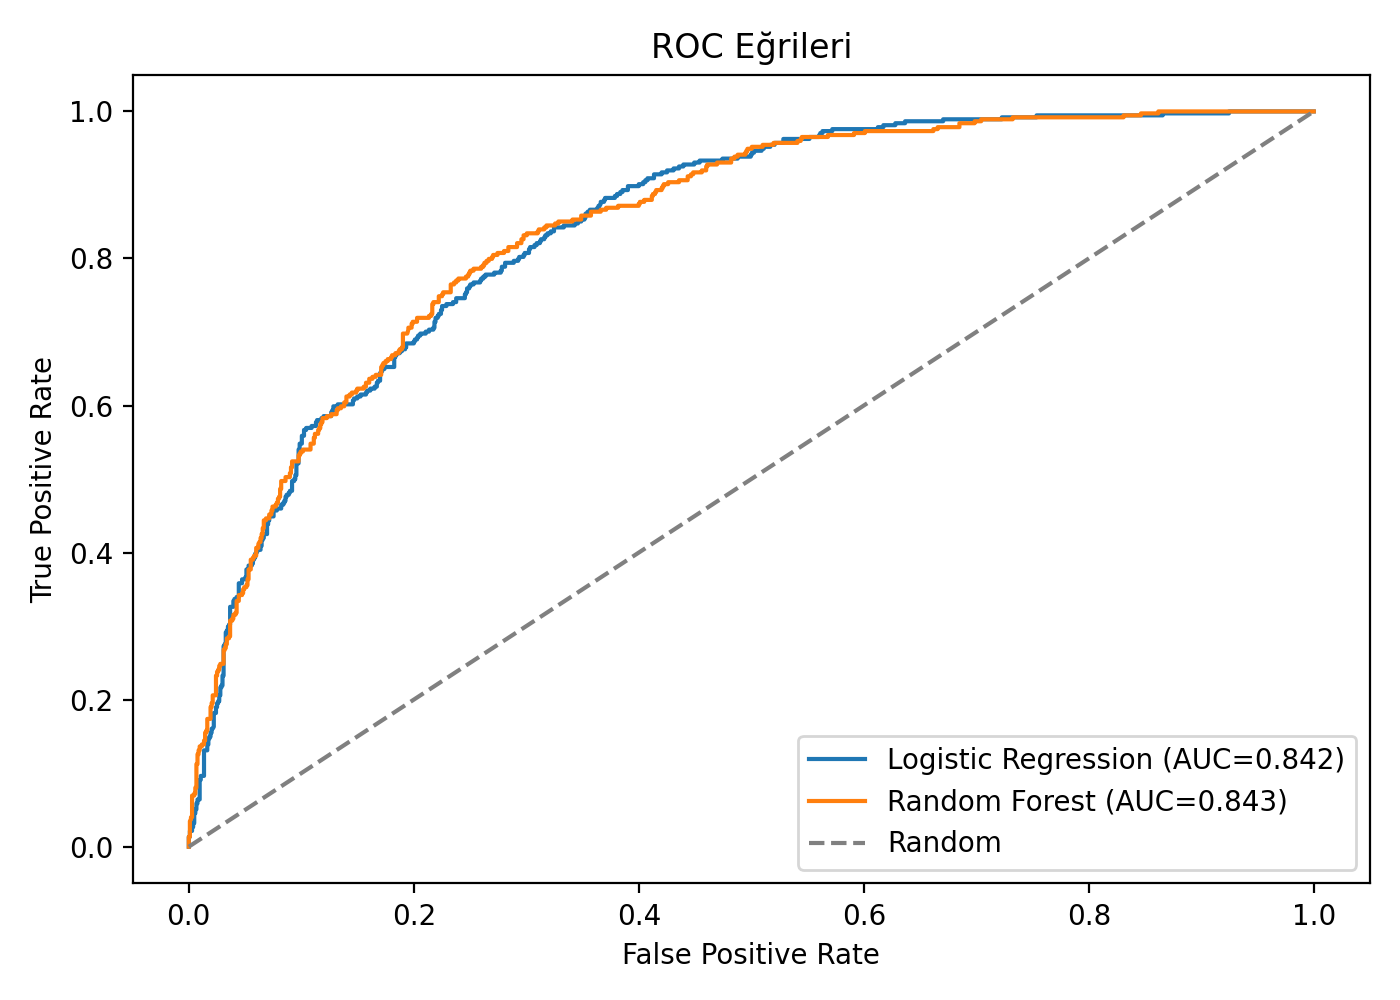 ROC Eğrileri
True Positive Rate
1.0
0.8
0.6
0.4
0.2
0.0
Logistic Regression (AUC=0.842)
Random Forest (AUC=0.843)
Random
0.0 0.2 0.4 0.6 0.8 1.0
False Positive Rate